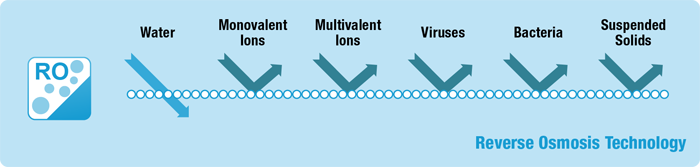 RO
Water
Monovalent
Ions
Multivalent
Ions
Viruses
Bacteria
Suspended
Solids
Reverse Osmosis Technology